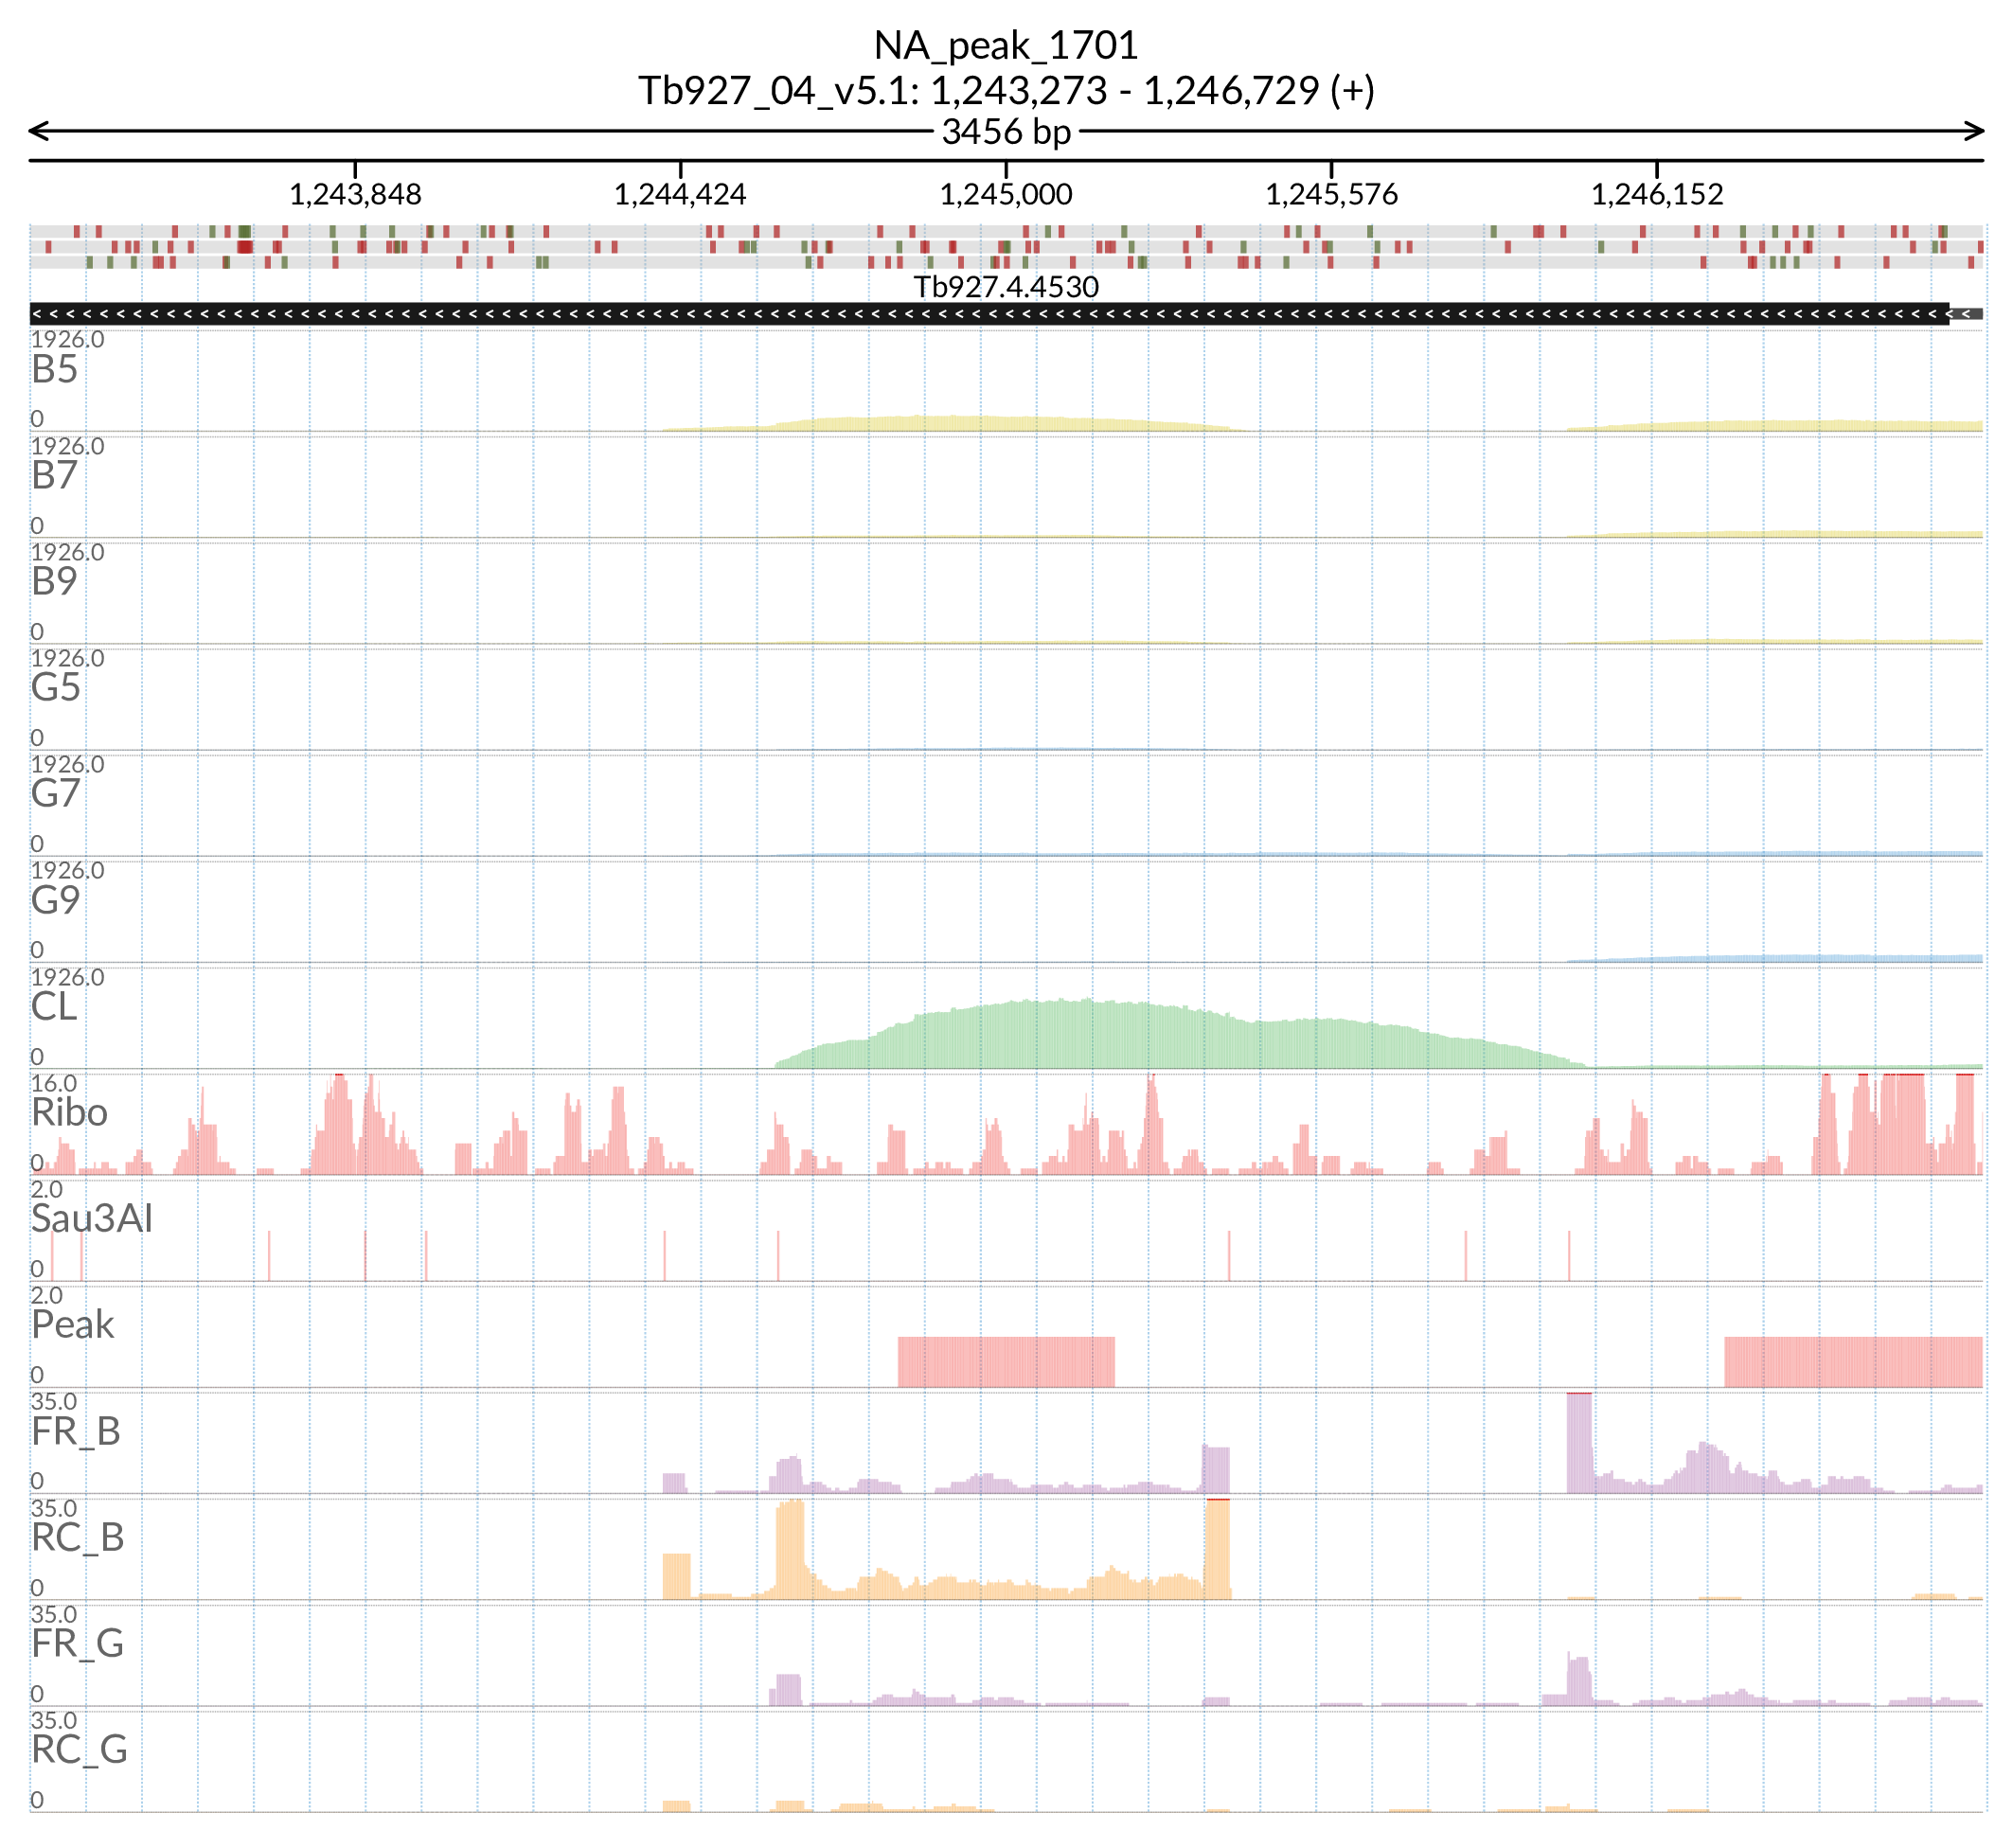 NA_peak_1701
Tb927_04_v5.1: 1,243,273 - 1,246,729 (+)
3456 bp
1,243,848 1,244,424 1,245,000 1,245,576 1,246,152
Tb927.4.4530
1926.0
B5
0
1926.0
B7
0
1926.0
B9
0
1926.0
G5
0
1926.0
G7
0
1926.0
G9
0
1926.0
CL
0
16.0
Ribo
0
2.0
Sau3AI
0
2.0
Peak
0
35.0
FR_B
0
35.0
RC_B
0
35.0
FR_G
0
35.0
RC_G
0